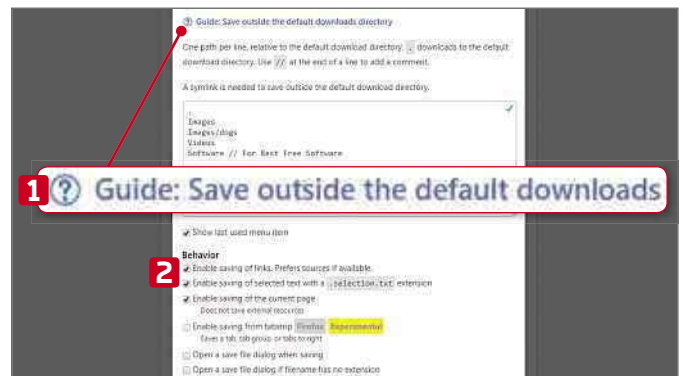 Guide: Save outside the default downloads directory
One path per line, relative to the default download directory. . downloads to the default
download directory. Use // at the end of a line to add a comment.
A symlink is needed to save outside the default download directory.
.
Images
Images/dogs
Videos
Software // For Best Free Software
1 Guide: Save outside the default downloads
Show last used menu item
Behavior
2
Enable saving of links. Prefers sources if available.
Enable saving of selected text with a .selection.txt extension
Enable saving of the current page
Does not save external resources
Enable saving from tabstrip Firefox Experimental
Saves a tab, tab group, or tabs to right
Open a save file dialog when saving
Open a save file dialog if filename has no extension